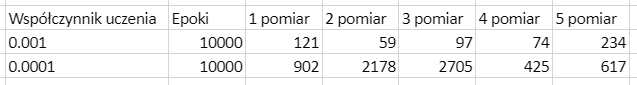 Współczynnik uczenia Epoki 1 pomiar 2 pomiar 3 pomiar 4 pomiar 5 pomiar
0.001 10000 121 59 97 74 234
0.0001 10000 902 2178 2705 425 617